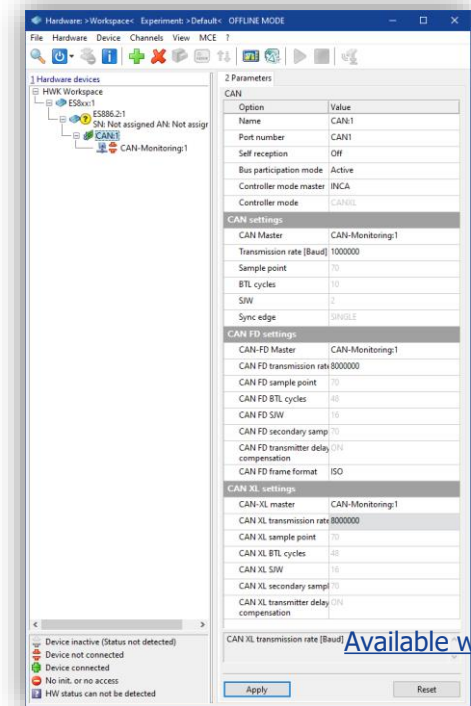 Hardware: >Workspace<  Experiment: >Default<  OFFLINE MODE
File Hardware Device Channels View MCE ?
1 Hardware devices
HWK Workspace
ES8xx:1
ES886.2:1
SN: Not assigned AN: Not assigr
CAN:1
CAN-Monitoring:1
Device inactive (Status not detected)
Device not connected
Device connected
No init. or no access
HW status can not be detected
2 Parameters
CAN
Option Value
Name CAN:1
Port number CAN1
Self reception Off
Bus participation mode Active
Controller mode master INCA
Controller mode CANXL
CAN settings
CAN Master CAN-Monitoring:1
Transmission rate [Baud] 1000000
Sample point 70
BTL cycles 10
SJW 2
Sync edge SINGLE
CAN FD settings
CAN-FD Master CAN-Monitoring:1
CAN FD transmission rate 8000000
CAN FD sample point 70
CAN FD BTL cycles 48
CAN FD SJW 16
CAN FD secondary samp 70
CAN FD transmitter delay ON
compensation
CAN FD frame format ISO
CAN XL settings
CAN-XL master CAN-Monitoring:1
CAN XL transmission rate 8000000
CAN XL sample point 70
CAN XL BTL cycles 48
CAN XL SJW 16
CAN XL secondary sampl 70
CAN XL transmitter delay ON
compensation
CAN XL transmission rate [Baud]
Available w
Apply Reset